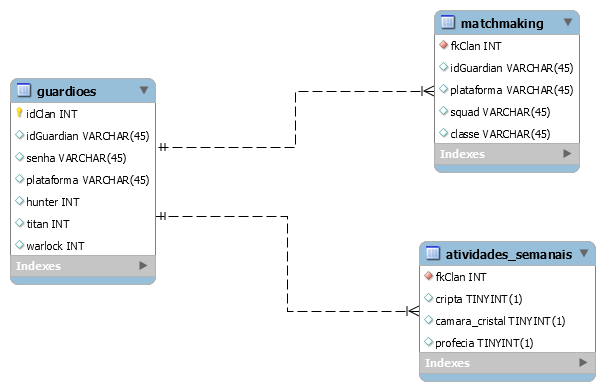 guardioes
idClan INT
idGuardian VARCHAR(45)
senha VARCHAR(45)
plataforma VARCHAR(45)
hunter INT
titan INT
warlock INT
Indexes
matchmaking
fkClan INT
idGuardian VARCHAR(45)
plataforma VARCHAR(45)
squad VARCHAR(45)
classe VARCHAR(45)
Indexes
atividades_semanais
fkClan INT
cripta TINYINT(1)
camara_cristal TINYINT(1)
profecia TINYINT(1)
Indexes